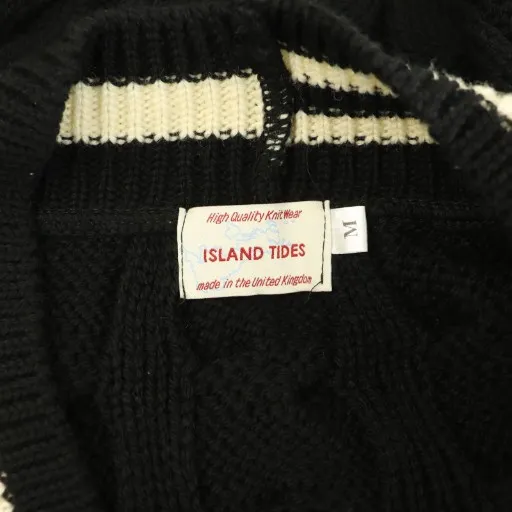 High Quality KnitWear
ISLAND TIDES
made in the United Kingdom
M